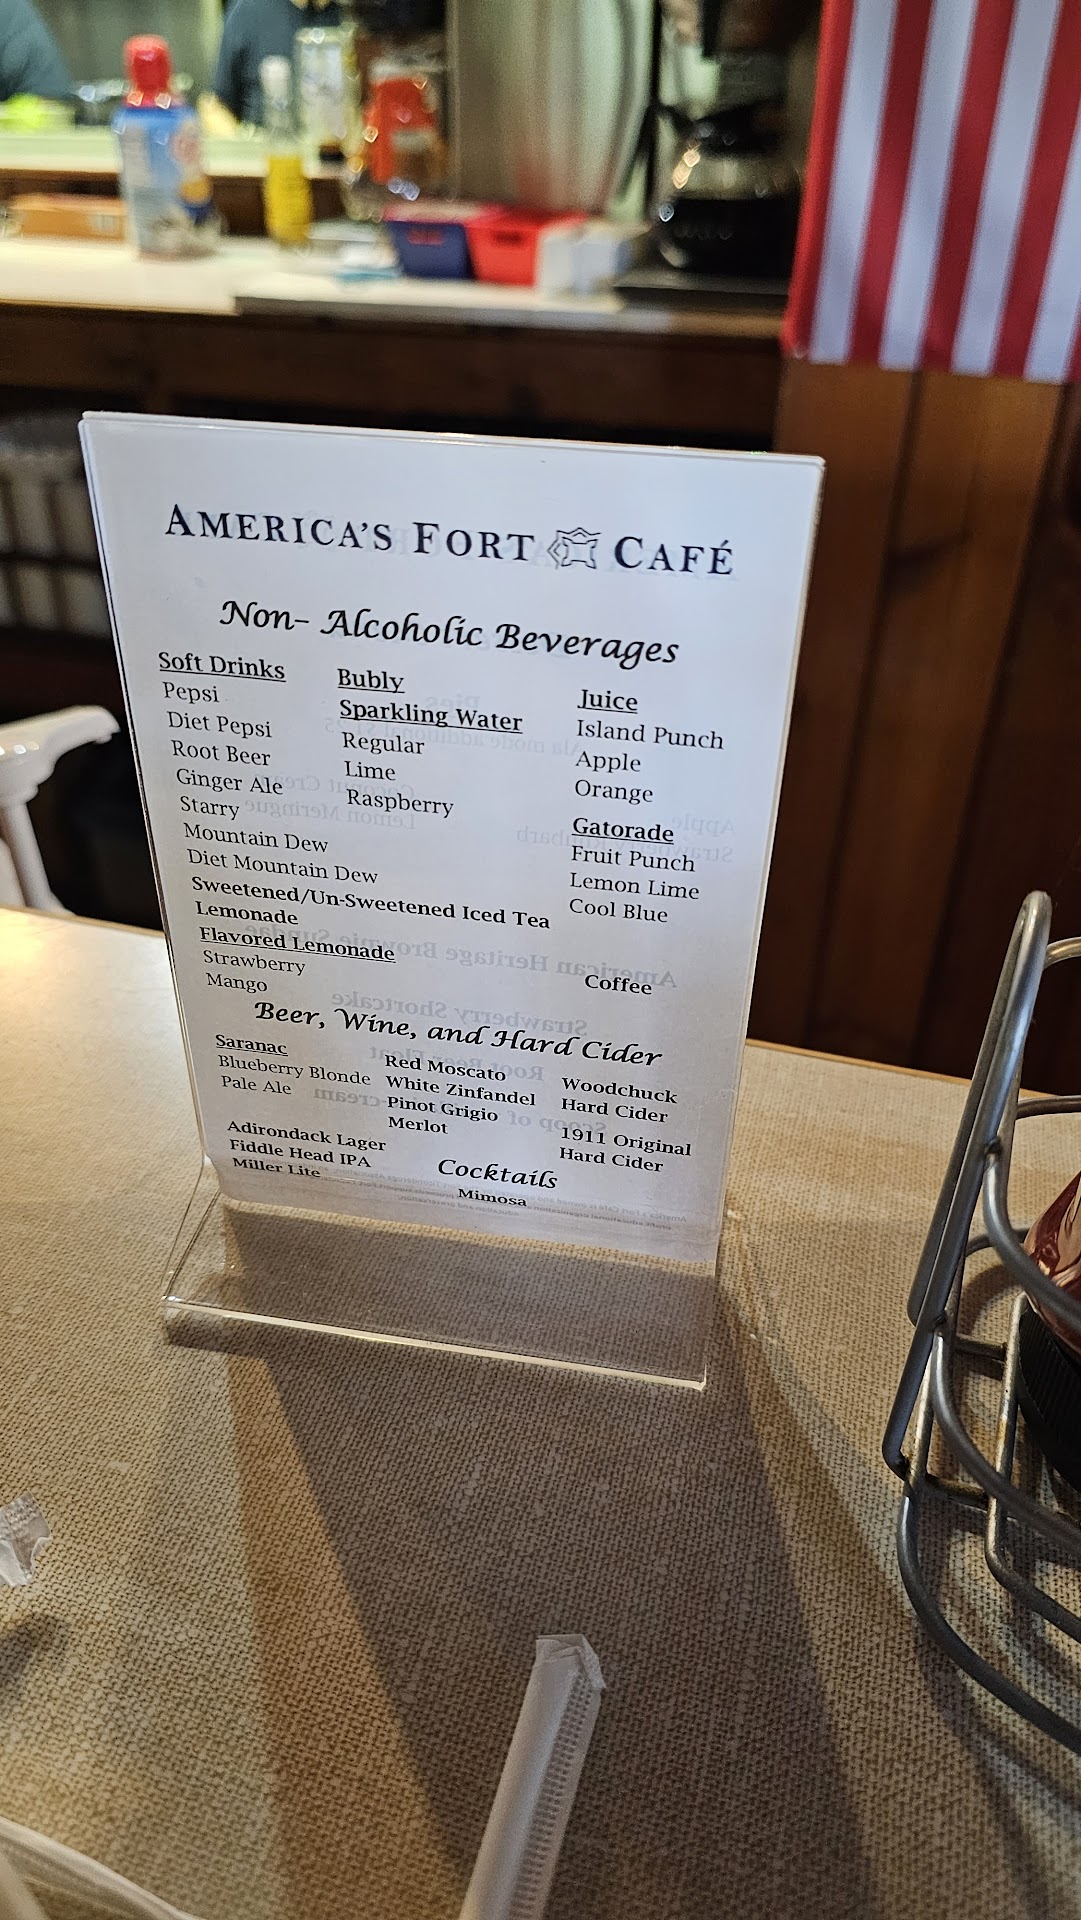 AMERICA'S FORT CAFÉ
Non- Alcoholic Beverages
Soft Drinks
Pepsi
Diet Pepsi
Root Beer
Ginger Ale
Starry
Mountain Dew
Diet Mountain Dew
Sweetened/Un-Sweetened Iced Tea
Lemonade
Flavored Lemonade
Strawberry
Mango
Bubly
Sparkling Water
Regular
Lime
Raspberry
Juice
Island Punch
Apple
Orange
Gatorade
Fruit Punch
Lemon Lime
Cool Blue
Coffee
Beer, Wine, and Hard Cider
Saranac
Blueberry Blonde
Pale Ale
Adirondack Lager
Fiddle Head IPA
Miller Lite
Red Moscato
White Zinfandel
Pinot Grigio
Merlot
Woodchuck
Hard Cider
1911 Original
Hard Cider
Cocktails
Mimosa